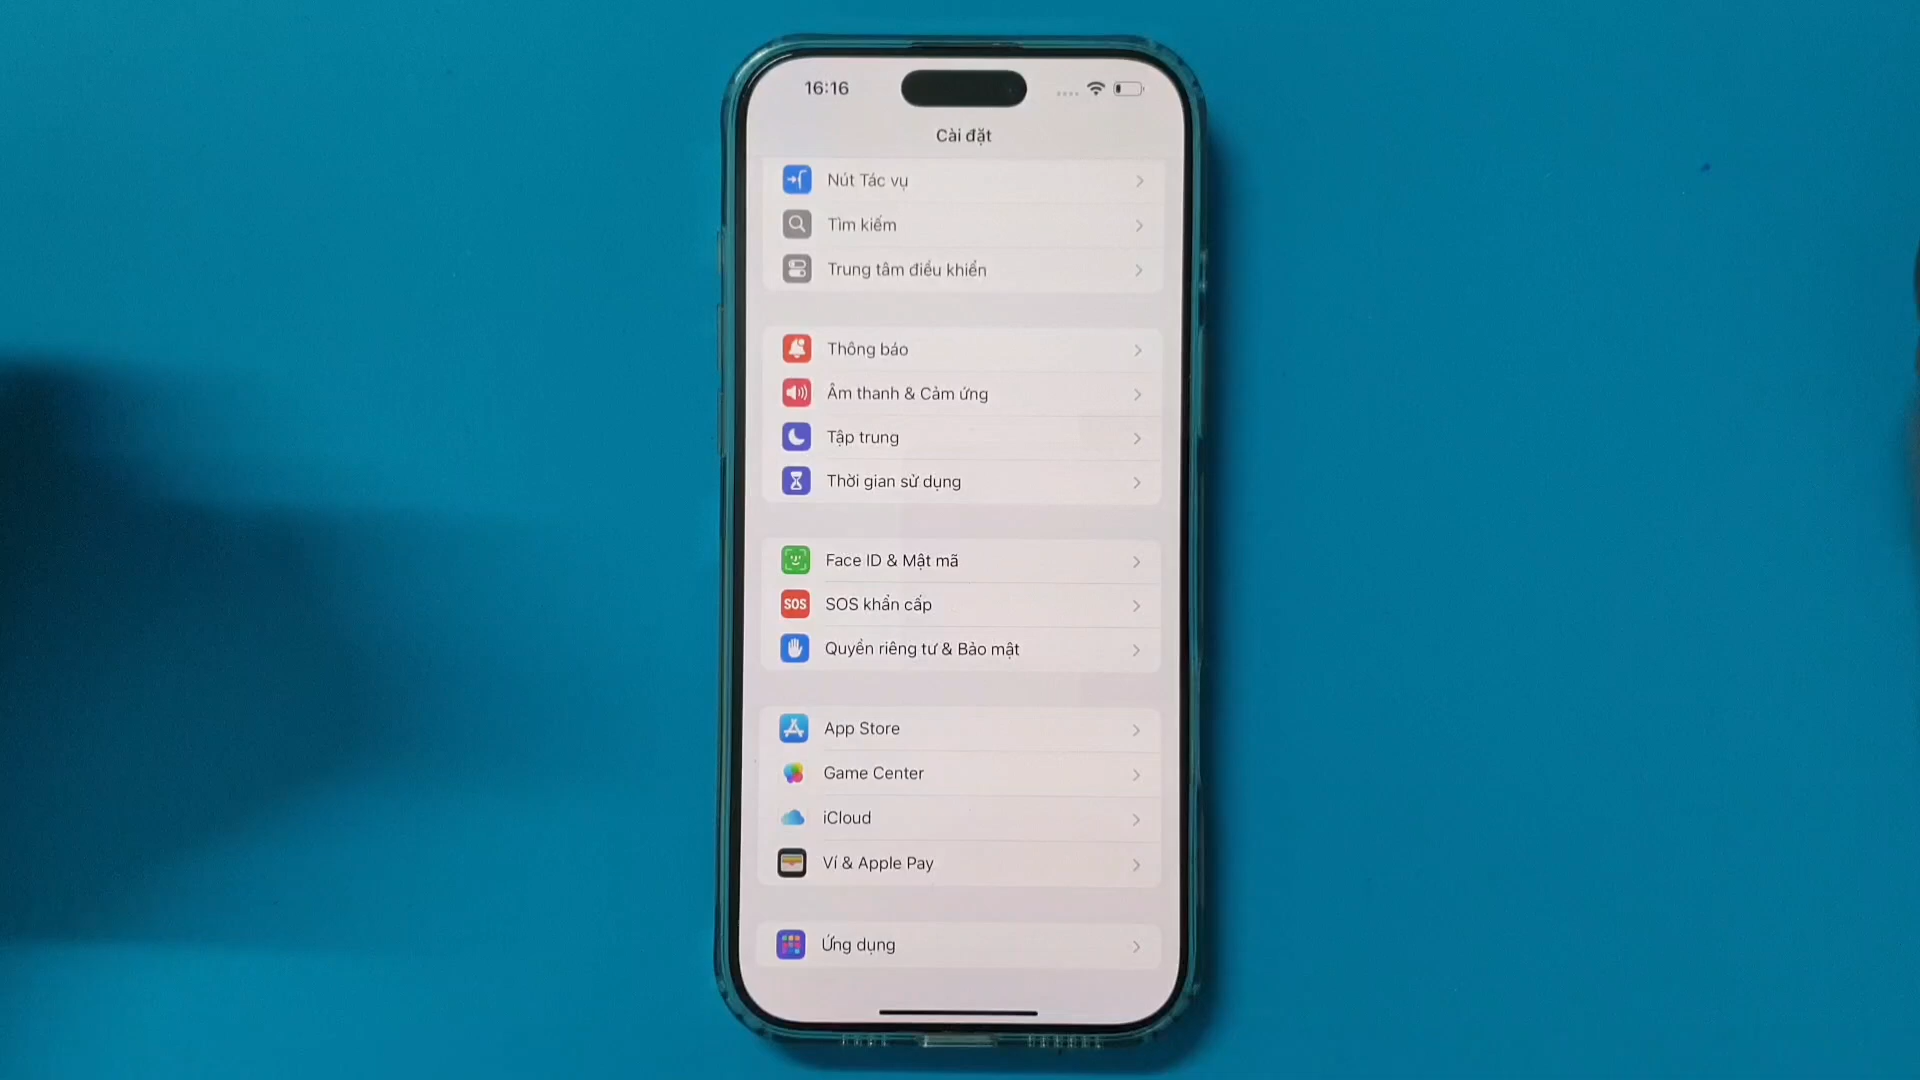 16:16
Cài đặt
Nút Tác vụ
Tìm kiếm
Trung tâm điều khiển
Thông báo
Âm thanh & Cảm ứng
Tập trung
Thời gian sử dụng
Face ID & Mật mã
SOS SOS khẩn cấp
Quyền riêng tư & Bảo mật
App Store
Game Center
iCloud
Ví & Apple Pay
Ứng dụng